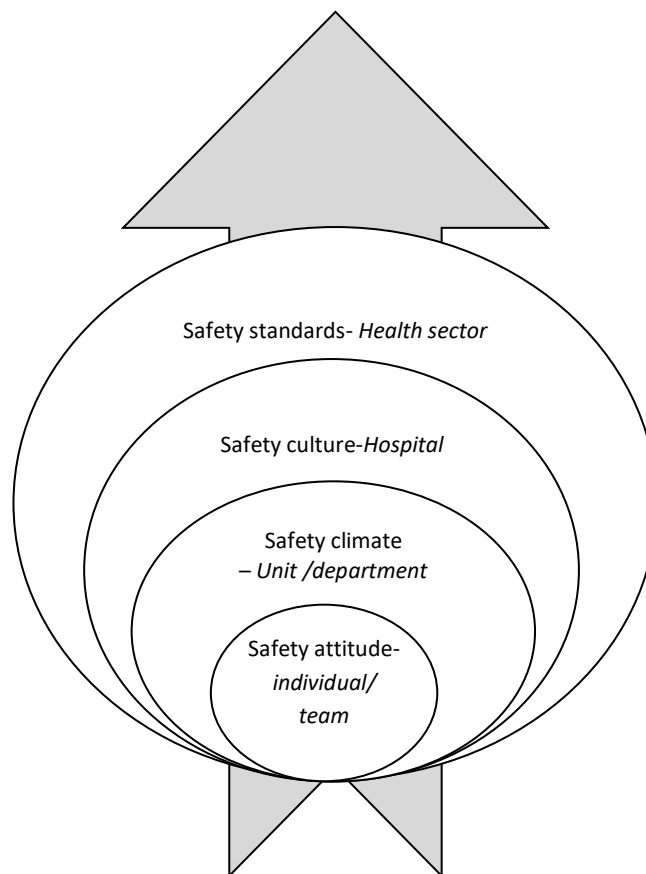 Safety standards- Health sector
Safety culture-Hospital
Safety climate
– Unit /department
Safety attitude-
individual/
team